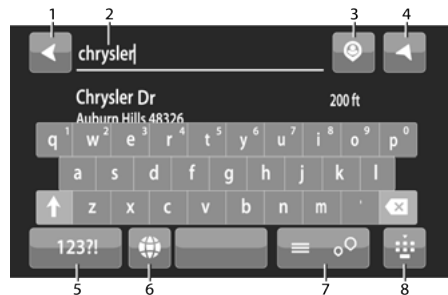 1 2 3 4
chrysler
Chrysler Dr 200 ft
Auburn Hills 48326
q 1 w 2 e 3 r 4 t 5 y 6 u 7 i 8 o 9 p 0
a s d f g h j k l
z x c v b n m '
123?!
5 6 7 8